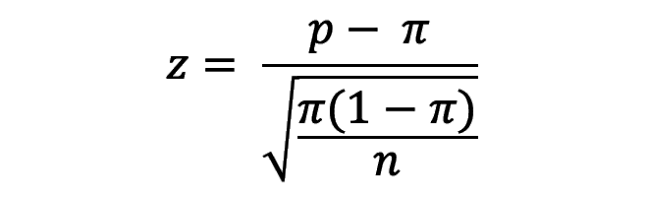 z = (p − π) / √(π(1 − π) / n)